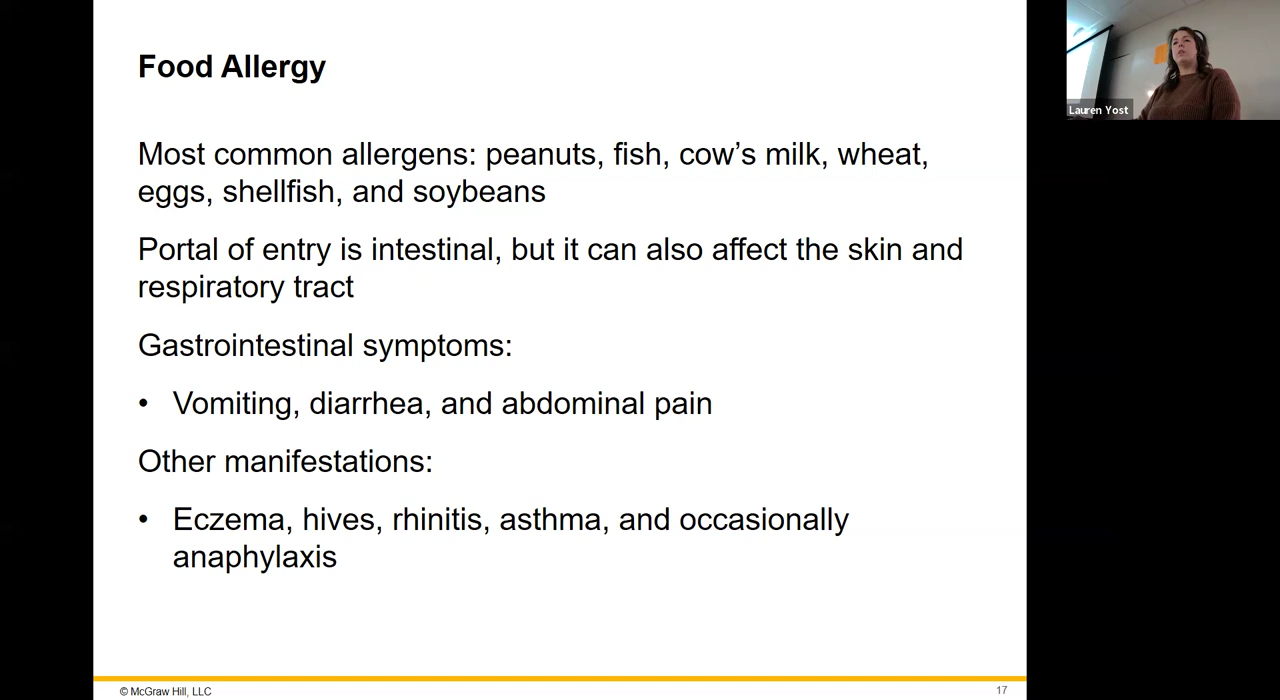 Food Allergy
Most common allergens: peanuts, fish, cow’s milk, wheat,
eggs, shellfish, and soybeans
Portal of entry is intestinal, but it can also affect the skin and
respiratory tract
Gastrointestinal symptoms:
• Vomiting, diarrhea, and abdominal pain
Other manifestations:
• Eczema, hives, rhinitis, asthma, and occasionally
anaphylaxis
© McGraw Hill, LLC
17
Lauren Yost